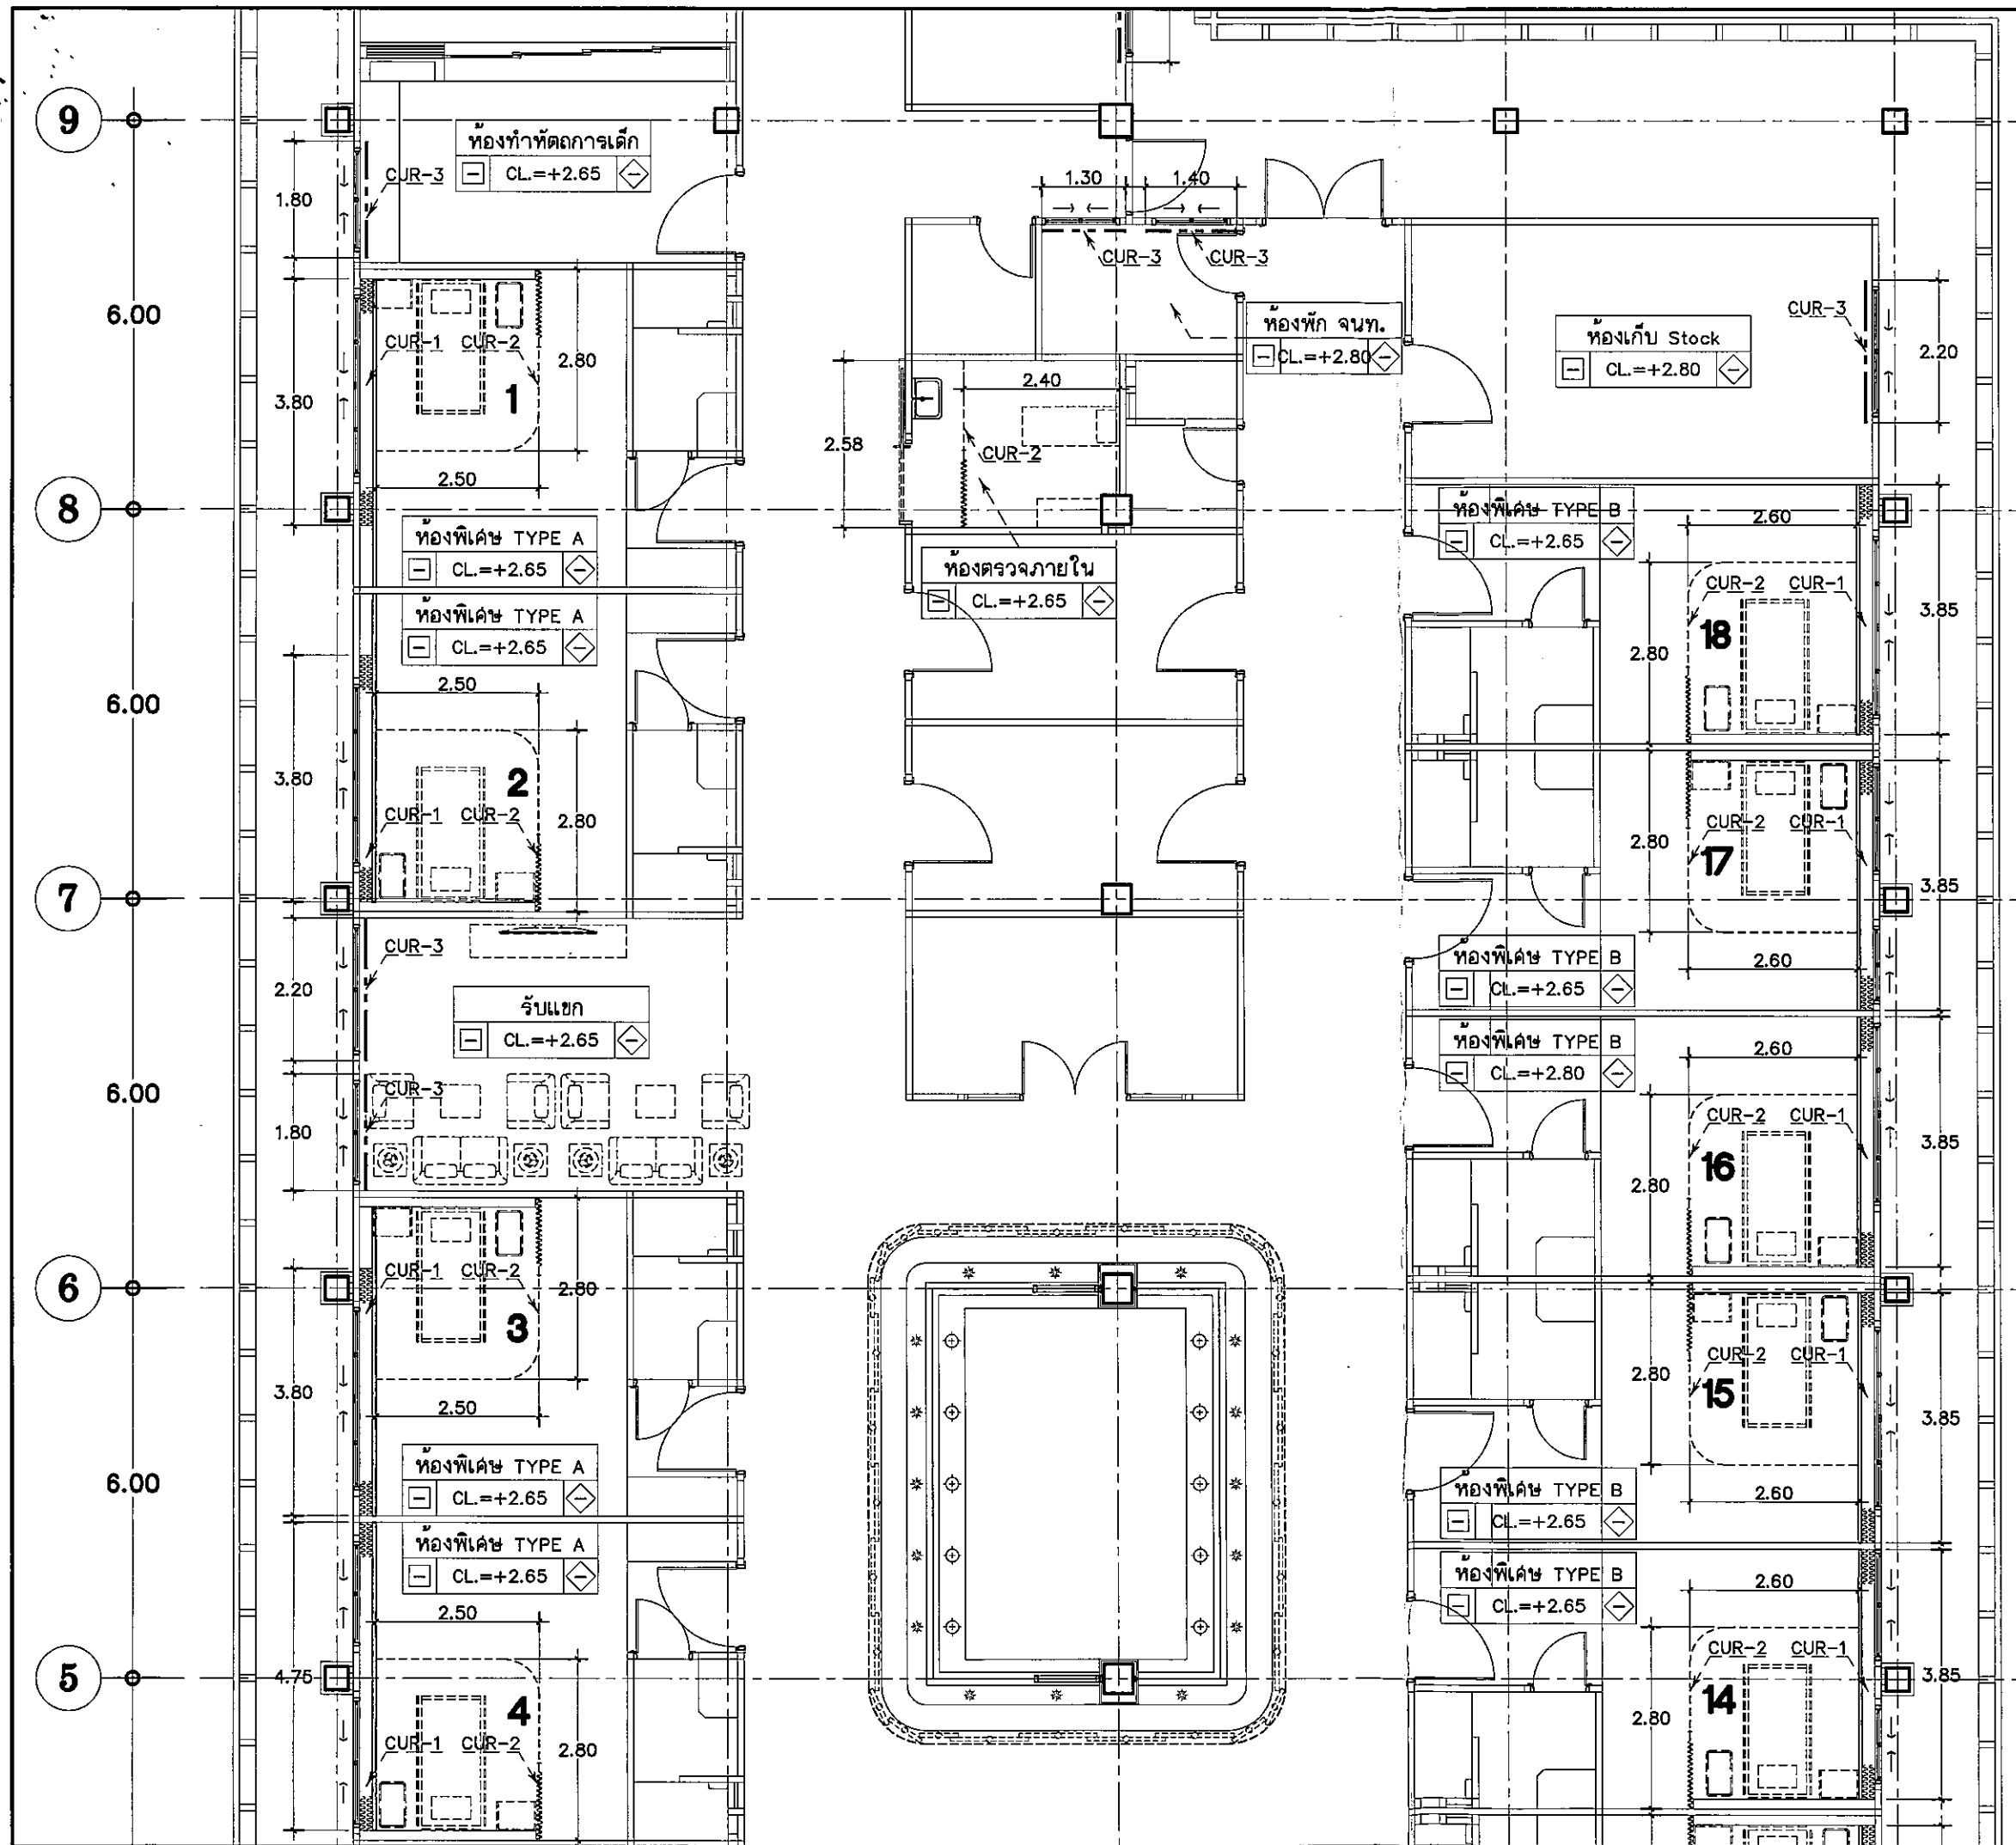 9
ห้องทำหัตถการเด็ก
CL.=+2.65
CUR-3
1.80
1.30
1.40
CUR-3
CUR-3
6.00
CUR-1
CUR-2
1
2.80
3.80
2.50
ห้องพัก จนท.
CL.=+2.80
ห้องเก็บ Stock
CL.=+2.80
CUR-3
2.20
2.40
2.58
CUR-2
8
ห้องพิเศษ TYPE A
CL.=+2.65
ห้องพิเศษ TYPE A
CL.=+2.65
ห้องตรวจภายใน
CL.=+2.65
ห้องพิเศษ TYPE B
CL.=+2.65
2.60
CUR-2
CUR-1
18
2.80
3.85
6.00
2.50
3.80
2
CUR-1
CUR-2
2.80
2.80
CUR-2
CUR-1
17
3.85
7
CUR-3
2.20
รับแขก
CL.=+2.65
ห้องพิเศษ TYPE B
CL.=+2.65
2.60
ห้องพิเศษ TYPE B
CL.=+2.80
2.60
6.00
CUR-3
1.80
CUR-2
CUR-1
16
2.80
3.85
6
CUR-1
CUR-2
2.80
3
3.80
2.50
CUR-2
CUR-1
15
2.80
3.85
6.00
ห้องพิเศษ TYPE A
CL.=+2.65
ห้องพิเศษ TYPE A
CL.=+2.65
2.60
ห้องพิเศษ TYPE B
CL.=+2.65
ห้องพิเศษ TYPE B
CL.=+2.65
2.60
2.50
5
4.75
4
CUR-1
CUR-2
2.80
CUR-2
CUR-1
14
2.80
3.85